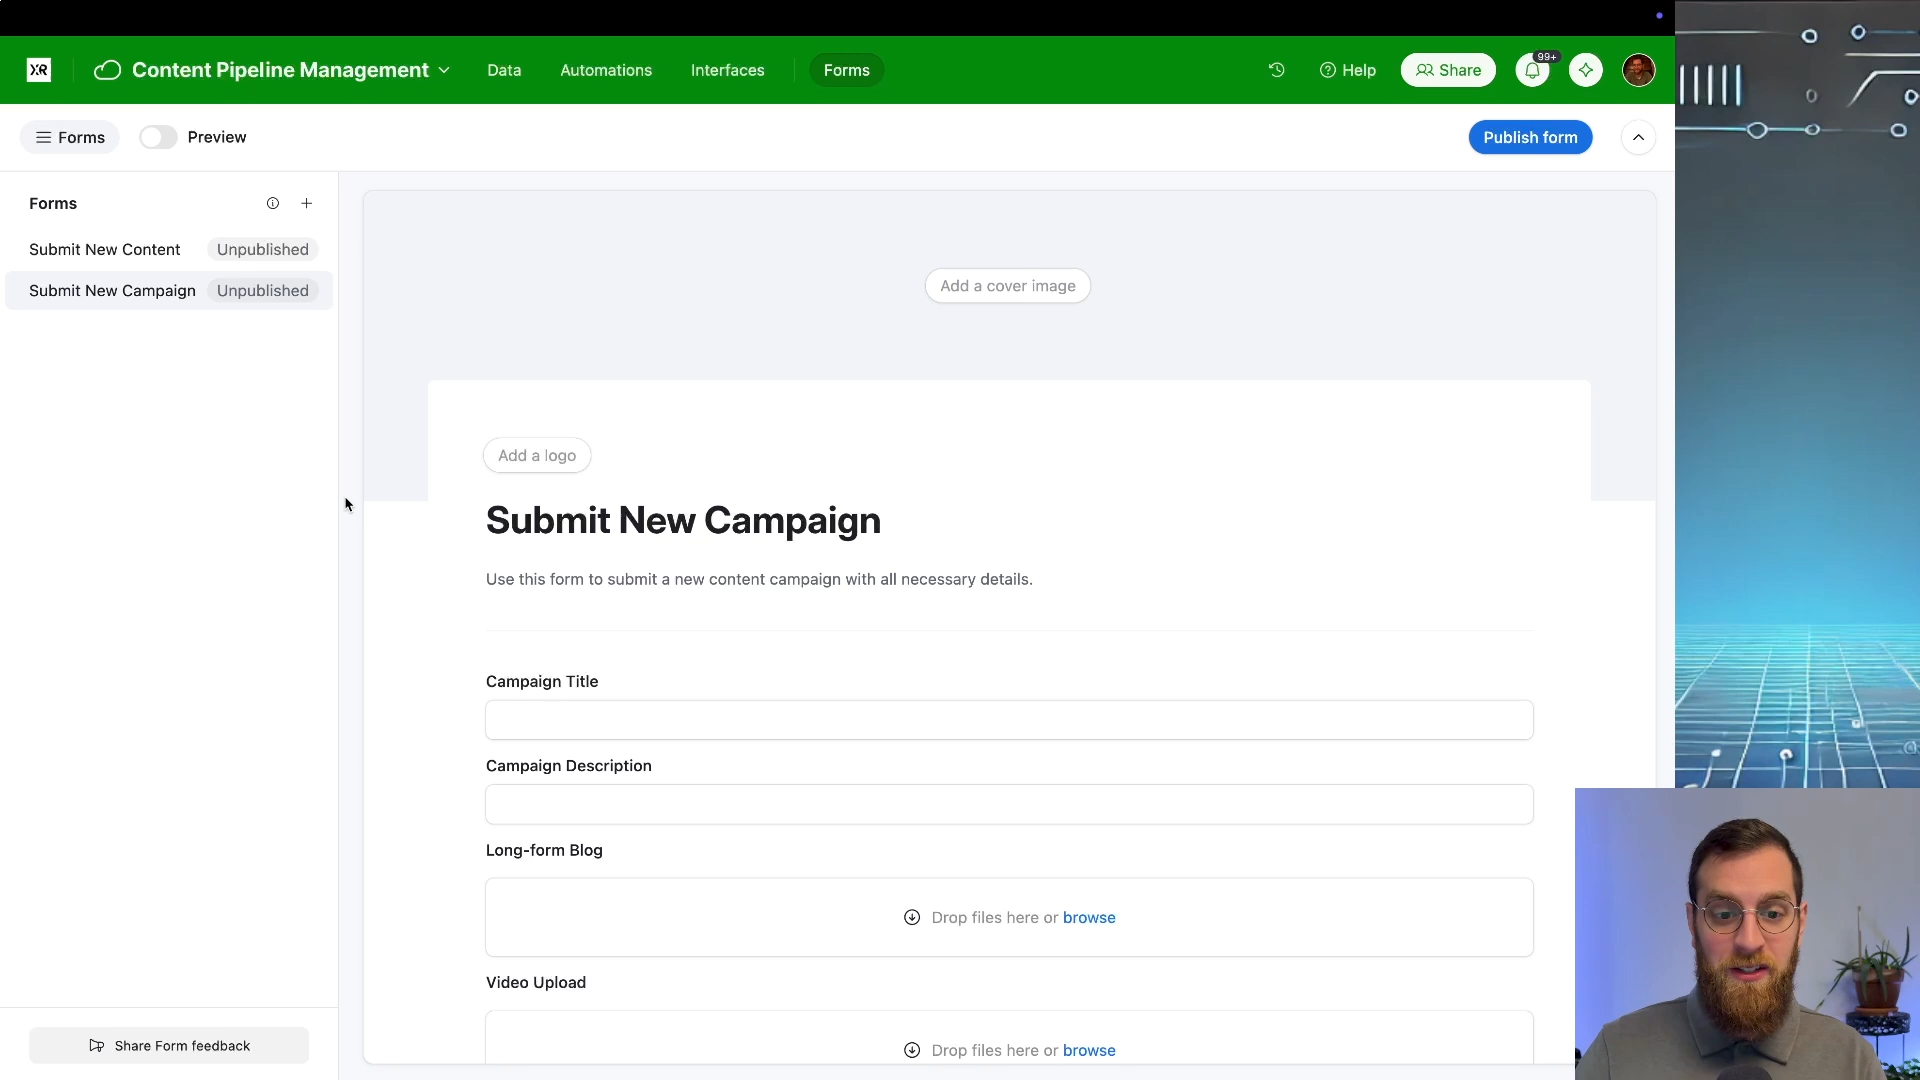 XR
Content Pipeline Management
Data
Automations
Interfaces
Forms
Help
Share
99+
Forms
Preview
Publish form
Forms
Submit New Content
Unpublished
Submit New Campaign
Unpublished
Add a cover image
Add a logo
Submit New Campaign
Use this form to submit a new content campaign with all necessary details.
Campaign Title
Campaign Description
Long-form Blog
Drop files here or browse
Video Upload
Drop files here or browse
Share Form feedback